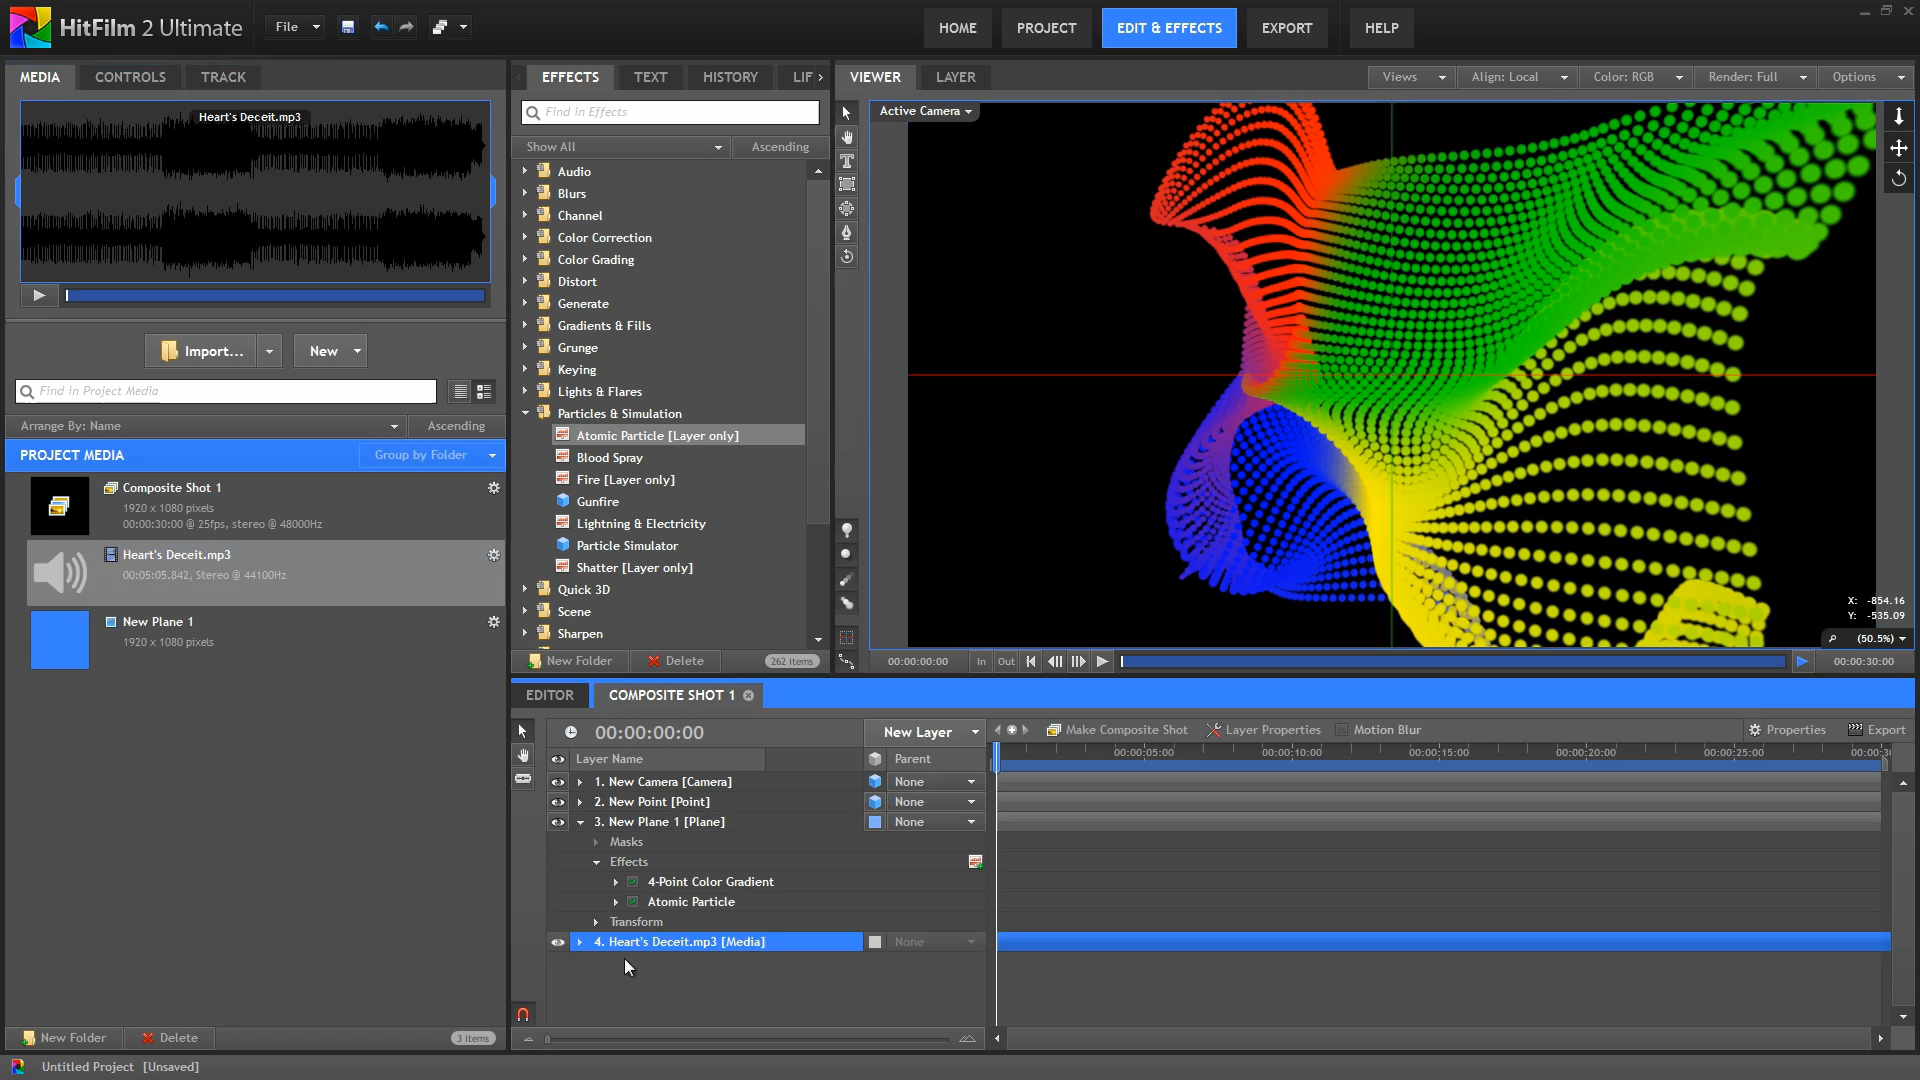 HitFilm 2 Ultimate
File
HOME
PROJECT
EDIT & EFFECTS
EXPORT
HELP
MEDIA
CONTROLS
TRACK
Heart's Deceit.mp3
Import...
New
Find in Project Media
Arrange By: Name
Ascending
PROJECT MEDIA
Group by Folder
Composite Shot 1
1920 x 1080 pixels
00:00:30:00 @ 25fps, stereo @ 48000Hz
Heart's Deceit.mp3
00:05:05.842, Stereo @ 44100Hz
New Plane 1
1920 x 1080 pixels
New Folder
Delete
3 items
EFFECTS
TEXT
HISTORY
LIF
Find in Effects
Show All
Ascending
Audio
Blurs
Channel
Color Correction
Color Grading
Distort
Generate
Gradients & Fills
Grunge
Keying
Lights & Flares
Particles & Simulation
Atomic Particle [Layer only]
Blood Spray
Fire [Layer only]
Gunfire
Lightning & Electricity
Particle Simulator
Shatter [Layer only]
Quick 3D
Scene
Sharpen
New Folder
Delete
262 items
VIEWER
LAYER
Views
Align: Local
Color: RGB
Render: Full
Options
Active Camera
X: -854.16
Y: -535.09
(50.5%)
00:00:00:00
In
Out
00:00:30:00
EDITOR
COMPOSITE SHOT 1
00:00:00:00
New Layer
Make Composite Shot
Layer Properties
Motion Blur
Properties
Export
Layer Name
Parent
00:00:05:00
00:00:10:00
00:00:15:00
00:00:20:00
00:00:25:00
00:00:3
1. New Camera [Camera]
None
2. New Point [Point]
None
3. New Plane 1 [Plane]
None
Masks
Effects
4-Point Color Gradient
Atomic Particle
Transform
4. Heart's Deceit.mp3 [Media]
None
Untitled Project [Unsaved]